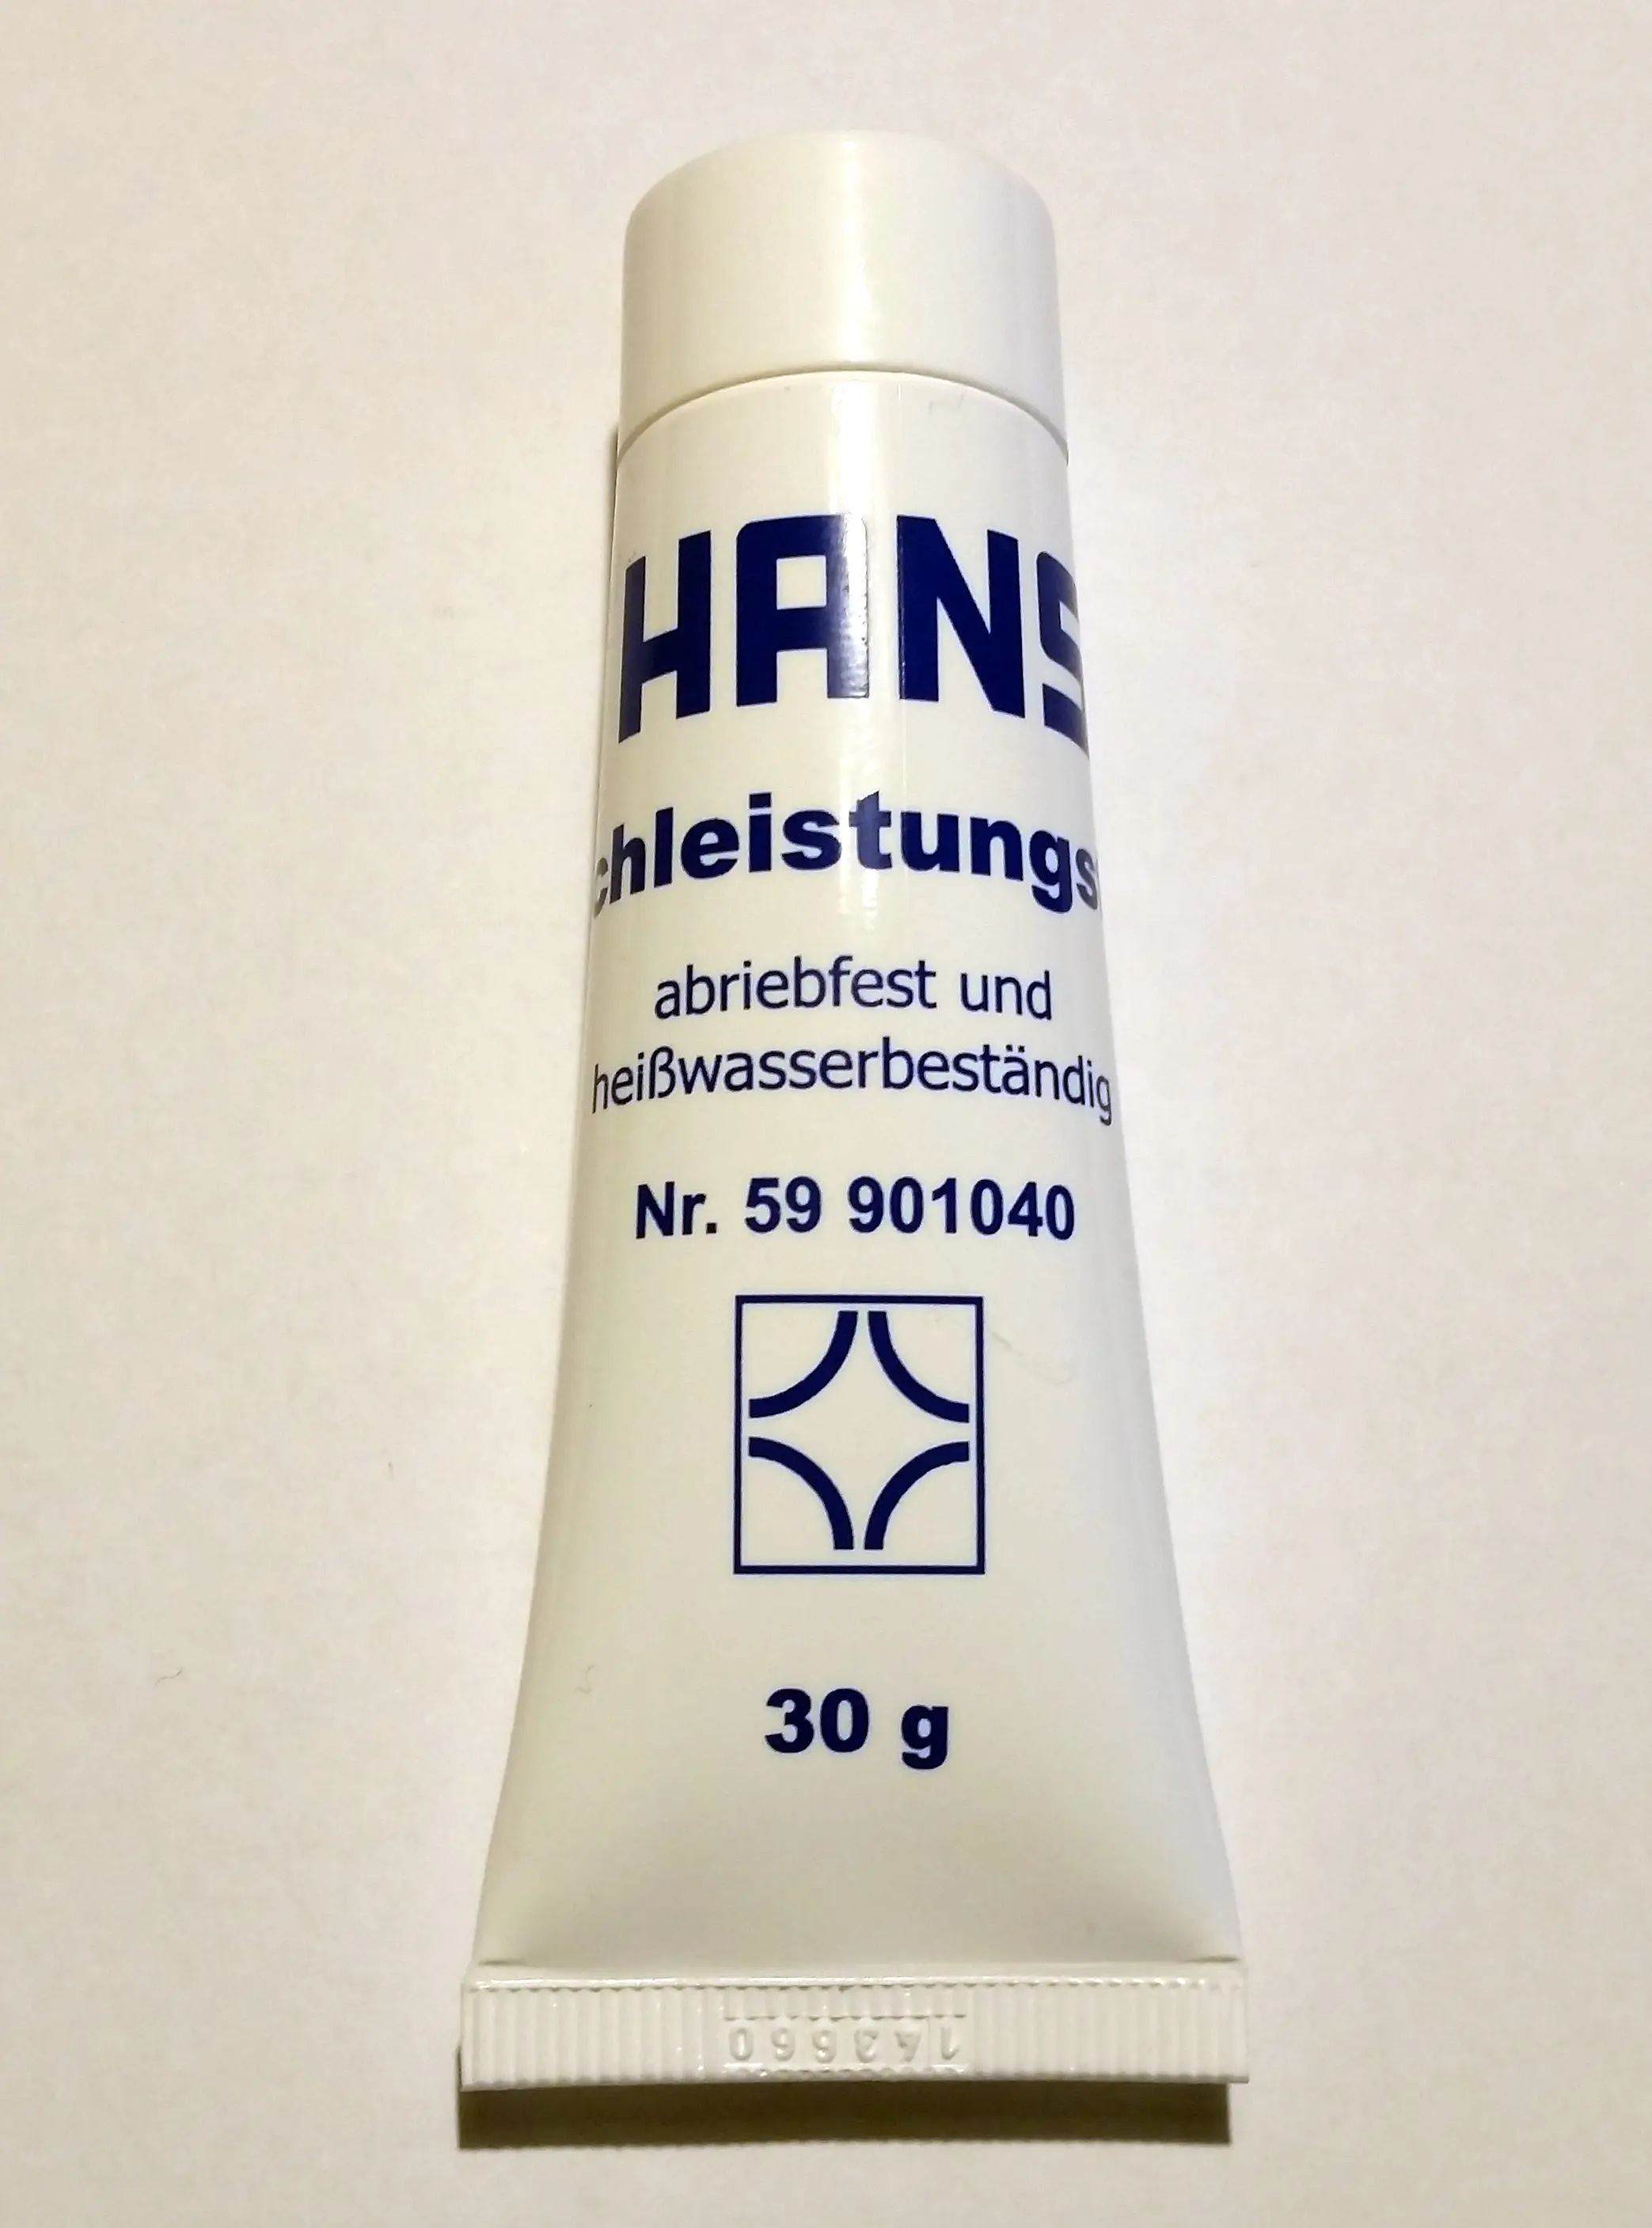 HANS
chleistungs
abriebfest und
heißwasserbeständig
Nr. 59 901040
30 g